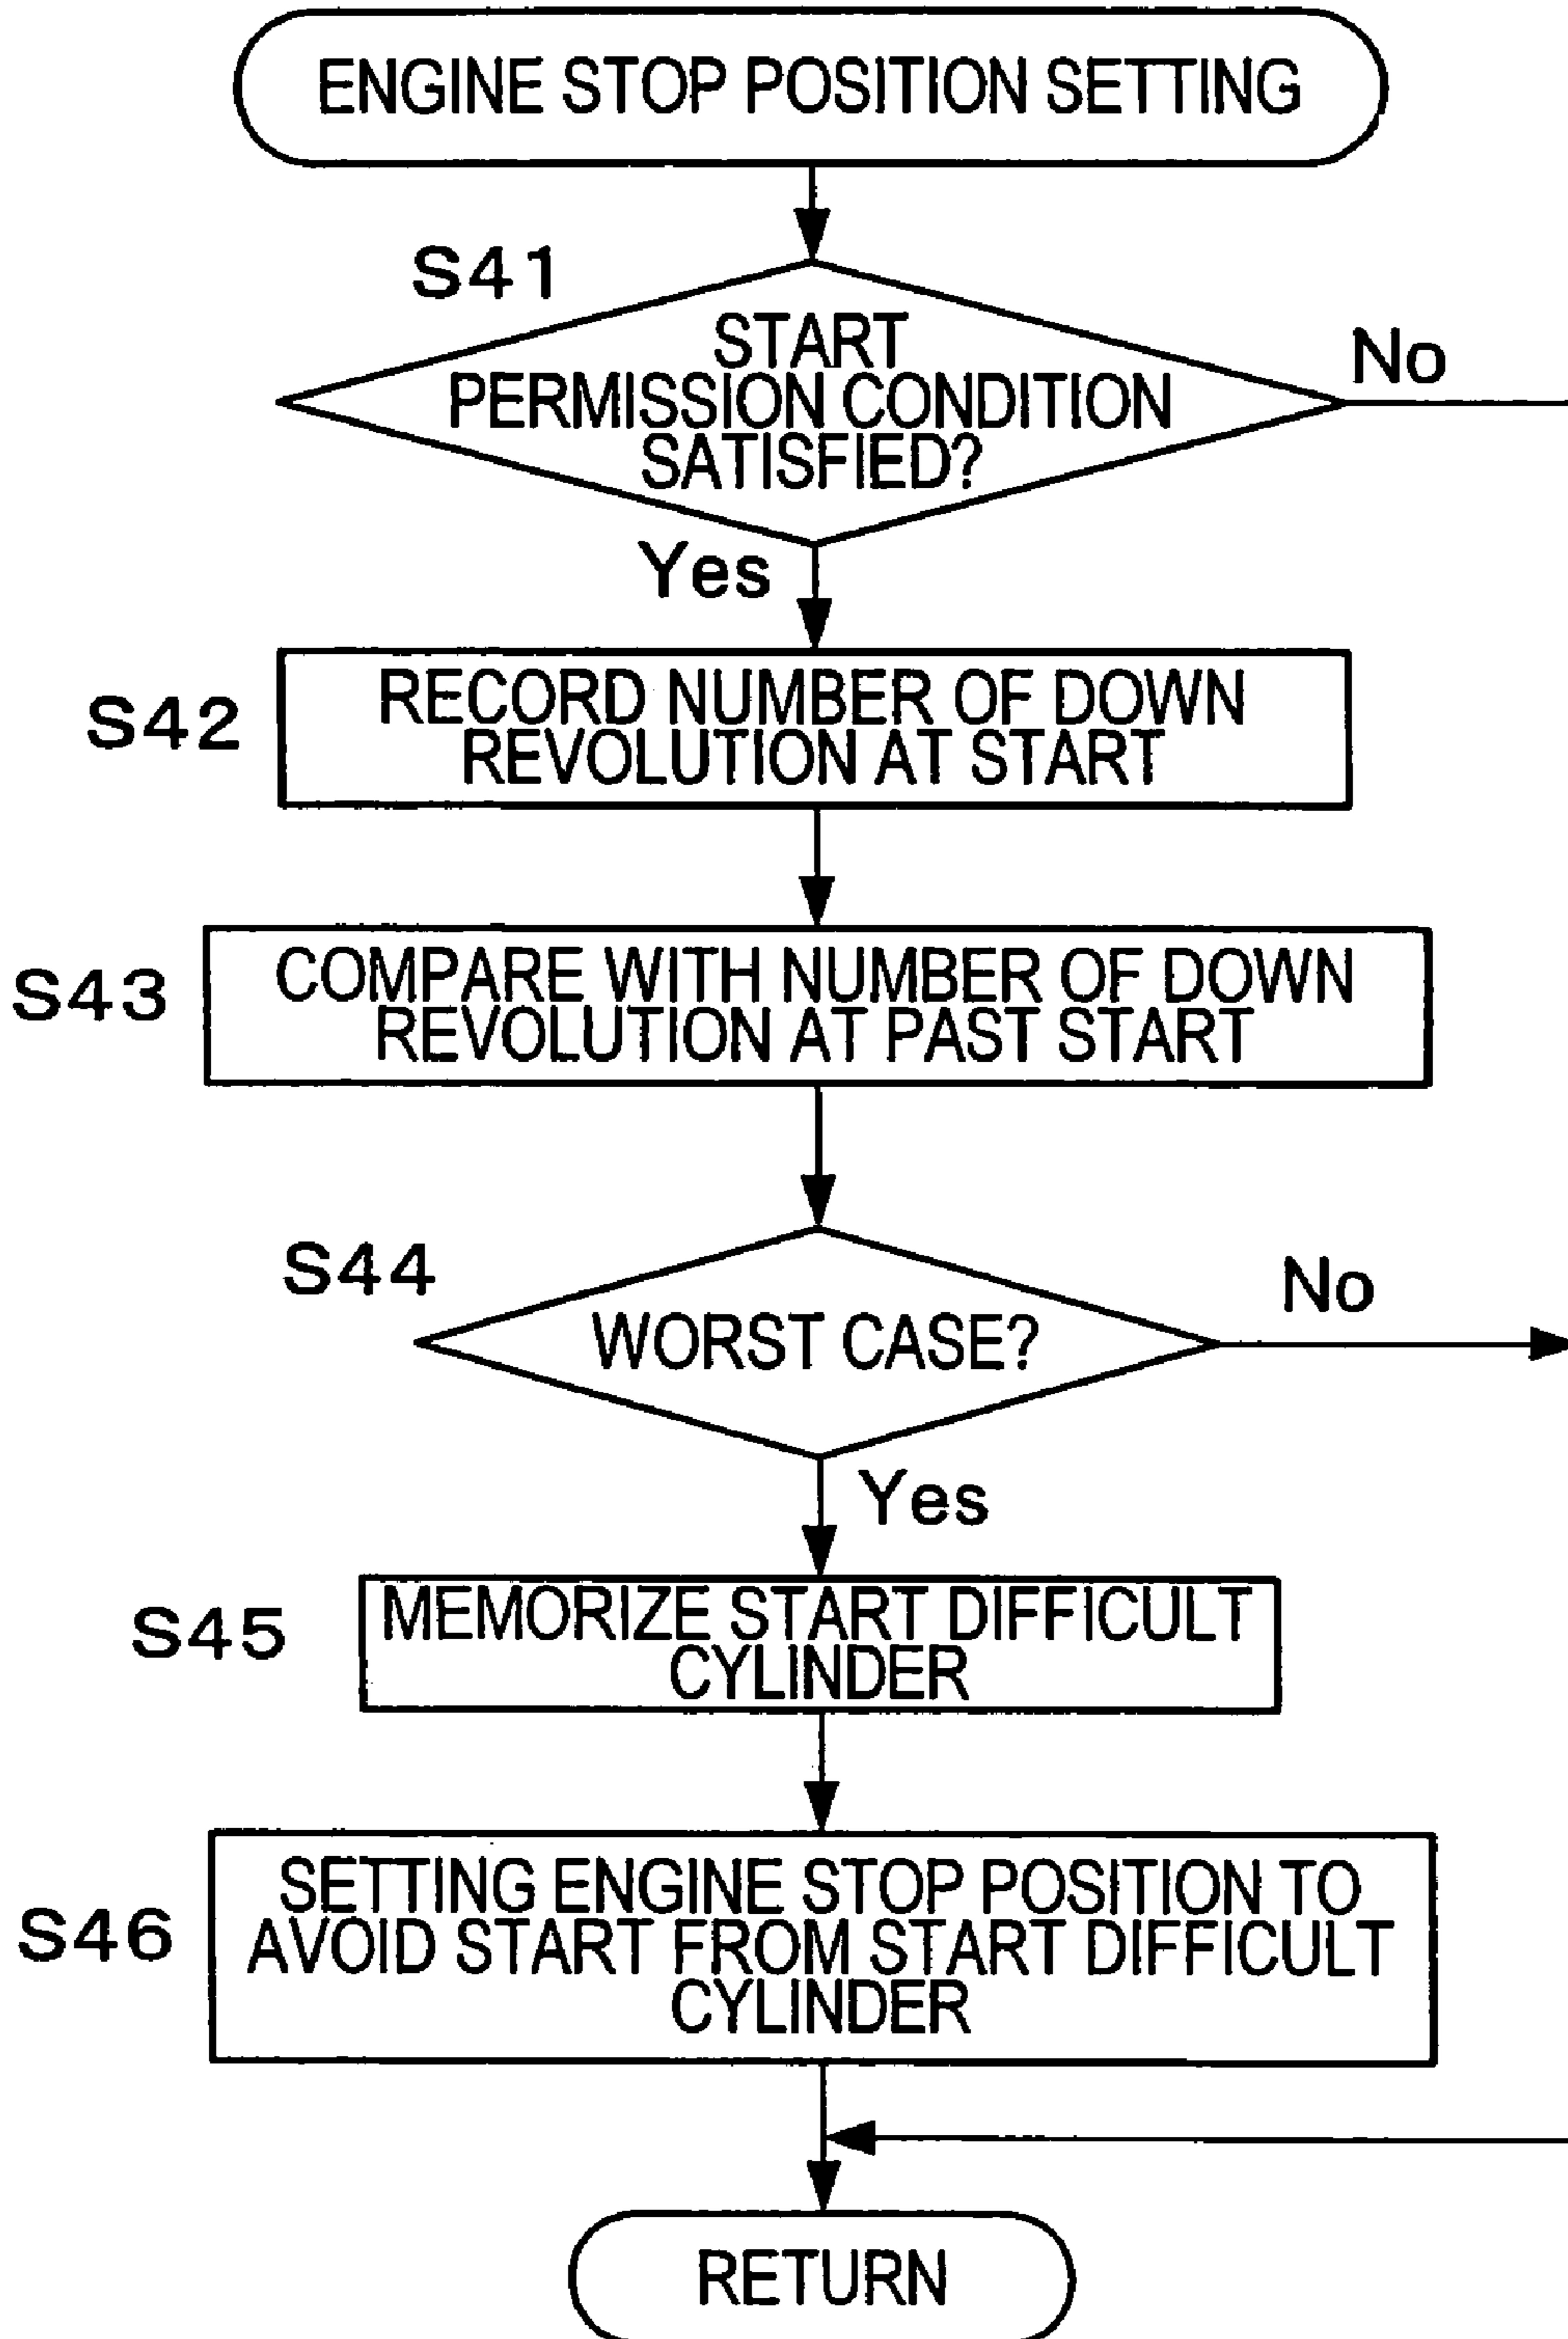 ENGINE STOP POSITION SETTING
S41
START
PERMISSION CONDITION
SATISFIED?
No
Yes
S42
RECORD NUMBER OF DOWN
REVOLUTION AT START
S43
COMPARE WITH NUMBER OF DOWN
REVOLUTION AT PAST START
S44
WORST CASE?
No
Yes
S45
MEMORIZE START DIFFICULT
CYLINDER
S46
SETTING ENGINE STOP POSITION TO
AVOID START FROM START DIFFICULT
CYLINDER
RETURN